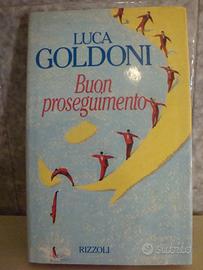 LUCA
GOLDONI
Buon
proseguimento
RIZZOLI
Subito